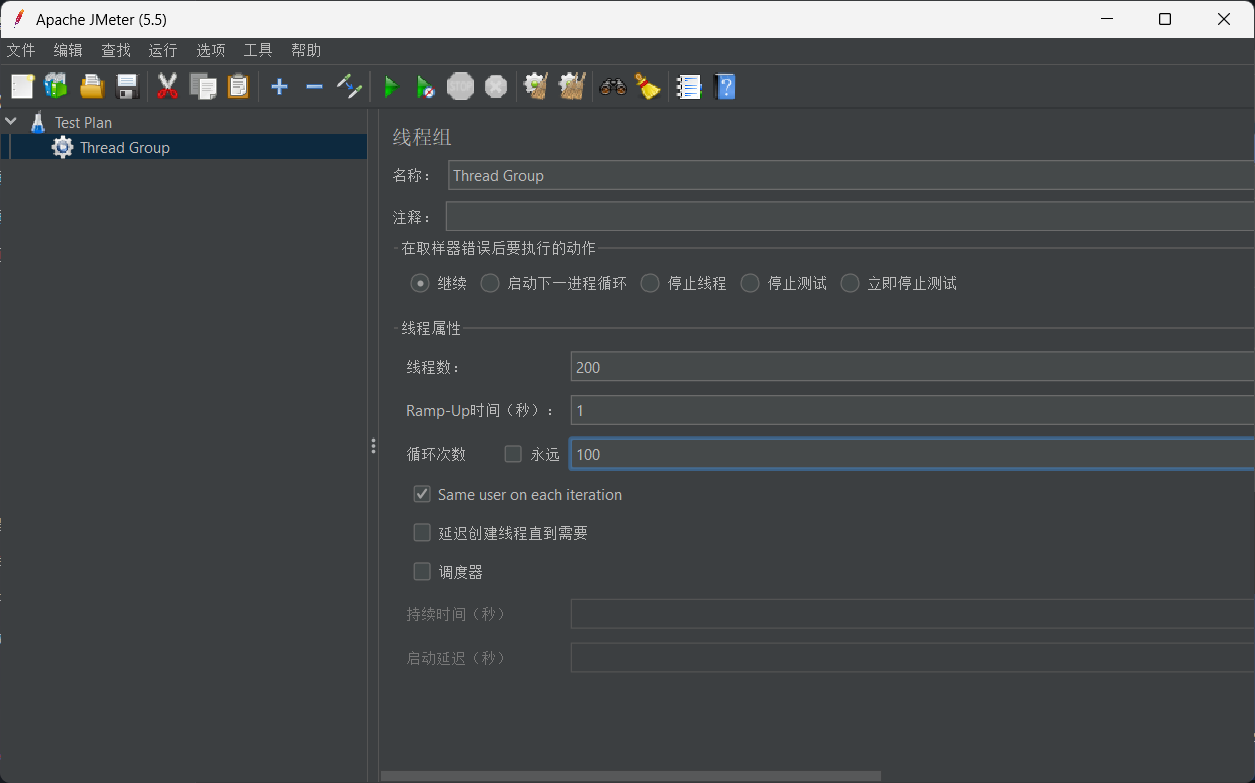 Apache JMeter (5.5)
文件 编辑 查找 运行 选项 工具 帮助
STOP
Test Plan
Thread Group
线程组
名称： Thread Group
注释：
在取样器错误后要执行的动作
继续 启动下一进程循环 停止线程 停止测试 立即停止测试
线程属性
线程数： 200
Ramp-Up时间（秒）： 1
循环次数 永远 100
Same user on each iteration
延迟创建线程直到需要
调度器
持续时间（秒）
启动延迟（秒）